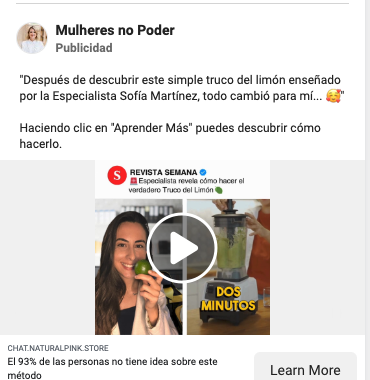 Mulheres no Poder
Publicidad
"Después de descubrir este simple truco del limón enseñado
por la Especialista Sofía Martínez, todo cambió para mí... 🥰"
Haciendo clic en "Aprender Más" puedes descubrir cómo
hacerlo.
S
REVISTA SEMANA
🚨Especialista revela cómo hacer el
verdadero Truco del Limón🍋
DOS
MINUTOS
CHAT.NATURALPINK.STORE
El 93% de las personas no tiene idea sobre este
método
Learn More